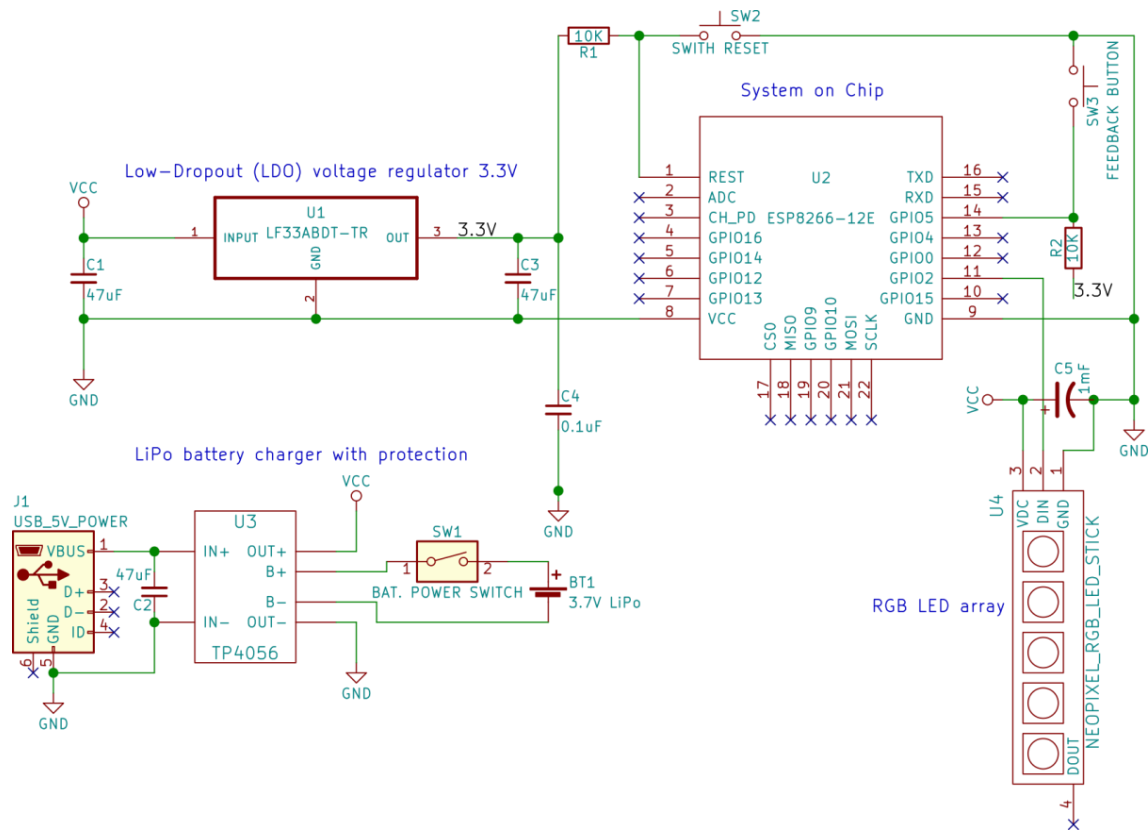 SW2
10K
R1
SWITH RESET
System on Chip
SW3
FEEDBACK BUTTON
Low-Dropout (LDO) voltage regulator 3.3V
VCC
U1
LF33ABDT-TR
1
INPUT
OUT
3
3.3V
GND
2
C1
47uF
C3
47uF
GND
U2
ESP8266-12E
1 REST
2 ADC
3 CH_PD
4 GPIO16
5 GPIO14
6 GPIO12
7 GPIO13
8 VCC
TXD 16
RXD 15
GPIO5 14
GPIO4 13
GPIO0 12
GPIO2 11
GPIO15 10
GND 9
CSO
MISO
GPIO9
GPIO10
MOSI
SCLK
17
18
19
20
21
22
R2
10K
3.3V
C4
0.1uF
GND
C5
1mF
VCC
+
GND
LiPo battery charger with protection
VCC
J1
USB_5V_POWER
VBUS 1
D+ 3
D- 2
ID 4
Shield
GND
6
5
GND
47uF
C2
U3
IN+
OUT+
B+
B-
IN-
OUT-
TP4056
GND
SW1
1
2
BAT. POWER SWITCH
+
BT1
3.7V LiPo
RGB LED array
3
2
1
U4
VDC
DIN
GND
NEOPIXEL_RGB_LED_STICK
DOUT
4